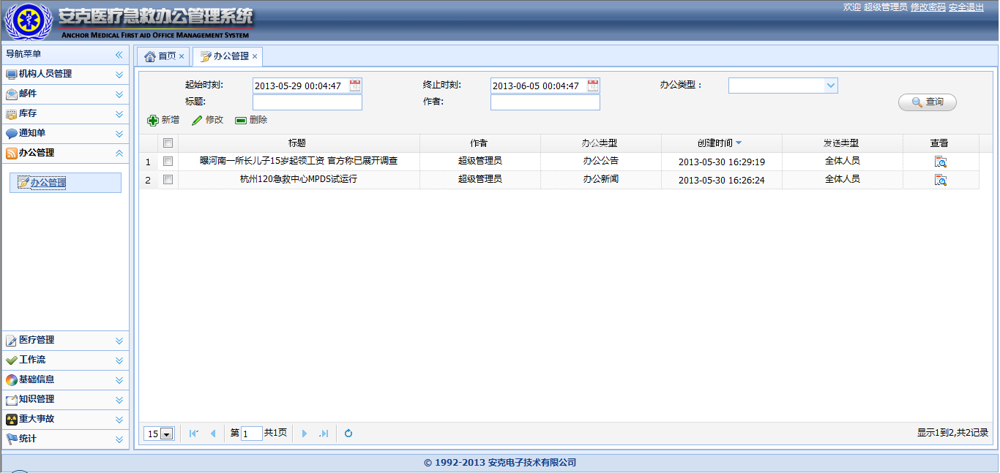 欢迎 超级管理员 修改密码 安全退出
安克医疗急救办公管理系统
ANCHOR MEDICAL FIRST AID OFFICE MANAGEMENT SYSTEM
导航菜单
机构人员管理
邮件
库存
通知单
办公管理
办公管理
医疗管理
工作流
基础信息
知识管理
重大事故
统计
首页 × 办公管理 ×
起始时刻: 2013-05-29 00:04:47 终止时刻: 2013-06-05 00:04:47 办公类型：
标题: 作者:
查询
新增 修改 删除
标题 作者 办公类型 创建时间 发送类型 查看
1 曝河南一所长儿子15岁起领工资 官方称已展开调查 超级管理员 办公公告 2013-05-30 16:29:19 全体人员
2 杭州120急救中心MPDS试运行 超级管理员 办公新闻 2013-05-30 16:26:24 全体人员
15 第 1 共1页 显示1到2,共2记录
© 1992-2013 安克电子技术有限公司